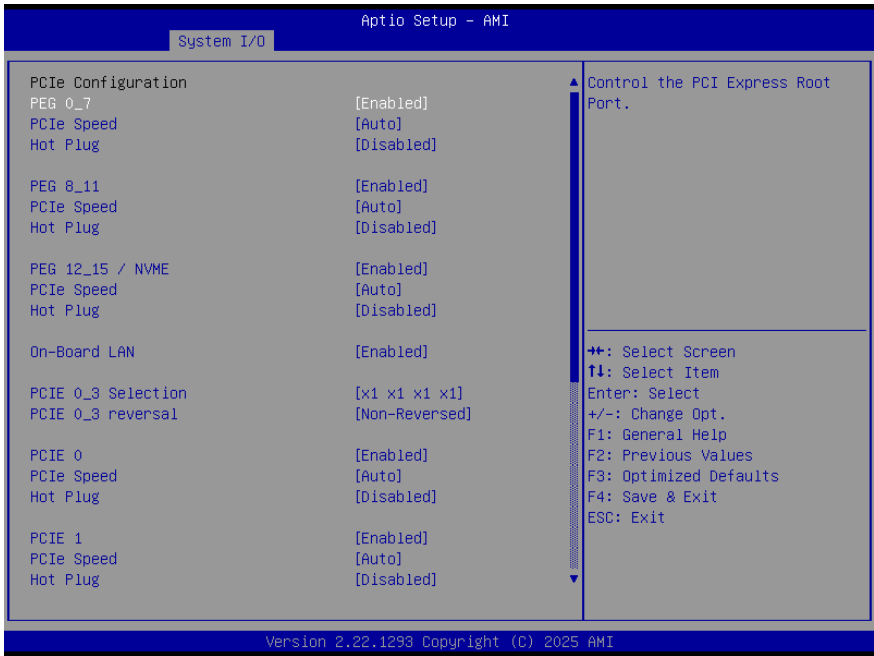 Aptio Setup – AMI
System I/O
PCIe Configuration
PEG 0_7 [Enabled]
PCIe Speed [Auto]
Hot Plug [Disabled]
PEG 8_11 [Enabled]
PCIe Speed [Auto]
Hot Plug [Disabled]
PEG 12_15 / NVME [Enabled]
PCIe Speed [Auto]
Hot Plug [Disabled]
On-Board LAN [Enabled]
PCIE 0_3 Selection [x1 x1 x1 x1]
PCIE 0_3 reversal [Non-Reversed]
PCIE 0 [Enabled]
PCIe Speed [Auto]
Hot Plug [Disabled]
PCIE 1 [Enabled]
PCIe Speed [Auto]
Hot Plug [Disabled]
Control the PCI Express Root
Port.
→←: Select Screen
↑↓: Select Item
Enter: Select
+/-: Change Opt.
F1: General Help
F2: Previous Values
F3: Optimized Defaults
F4: Save & Exit
ESC: Exit
Version 2.22.1293 Copyright (C) 2025 AMI